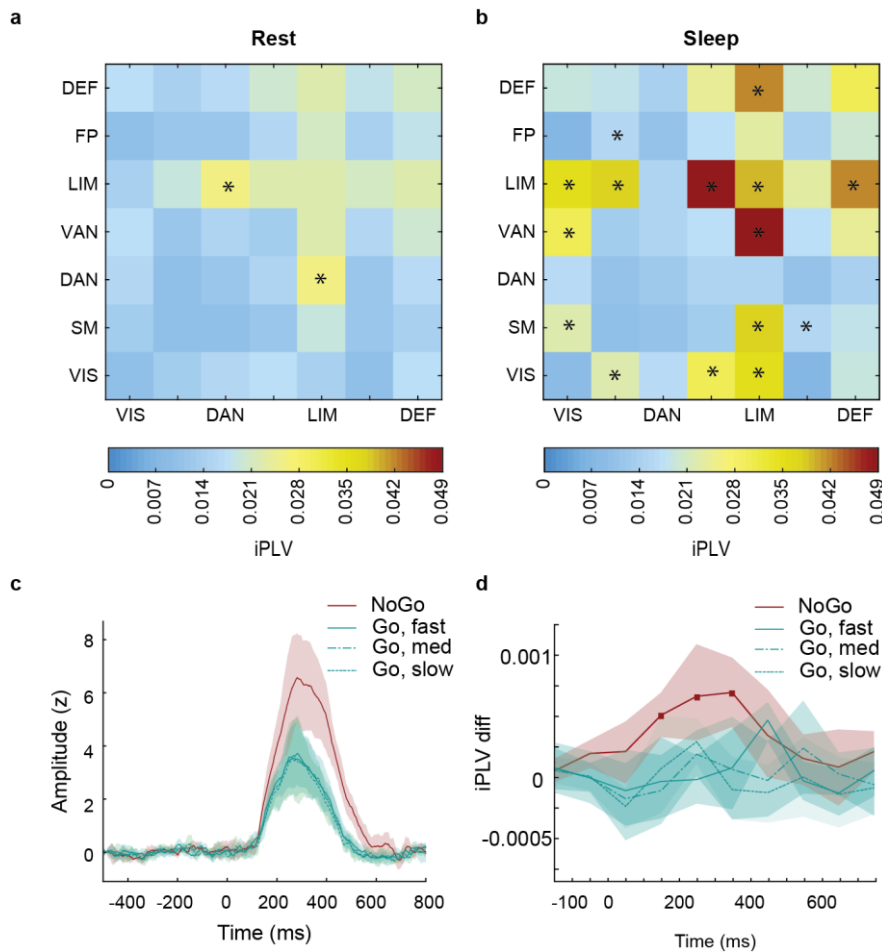 a
Rest
DEF
FP
LIM
VAN
DAN
SM
VIS
*
*
VIS DAN LIM DEF
0 0.007 0.014 0.021 0.028 0.035 0.042 0.049
iPLV
b
Sleep
DEF
FP
LIM
VAN
DAN
SM
VIS
*
*
* * * * *
* *
* * *
* * *
VIS DAN LIM DEF
0 0.007 0.014 0.021 0.028 0.035 0.042 0.049
iPLV
c
NoGo
Go, fast
Go, med
Go, slow
8
6
4
2
0
Amplitude (z)
-400 -200 0 200 400 600 800
Time (ms)
d
NoGo
Go, fast
Go, med
Go, slow
0.001
0
-0.0005
iPLV diff
-100 0 200 400 600
Time (ms)